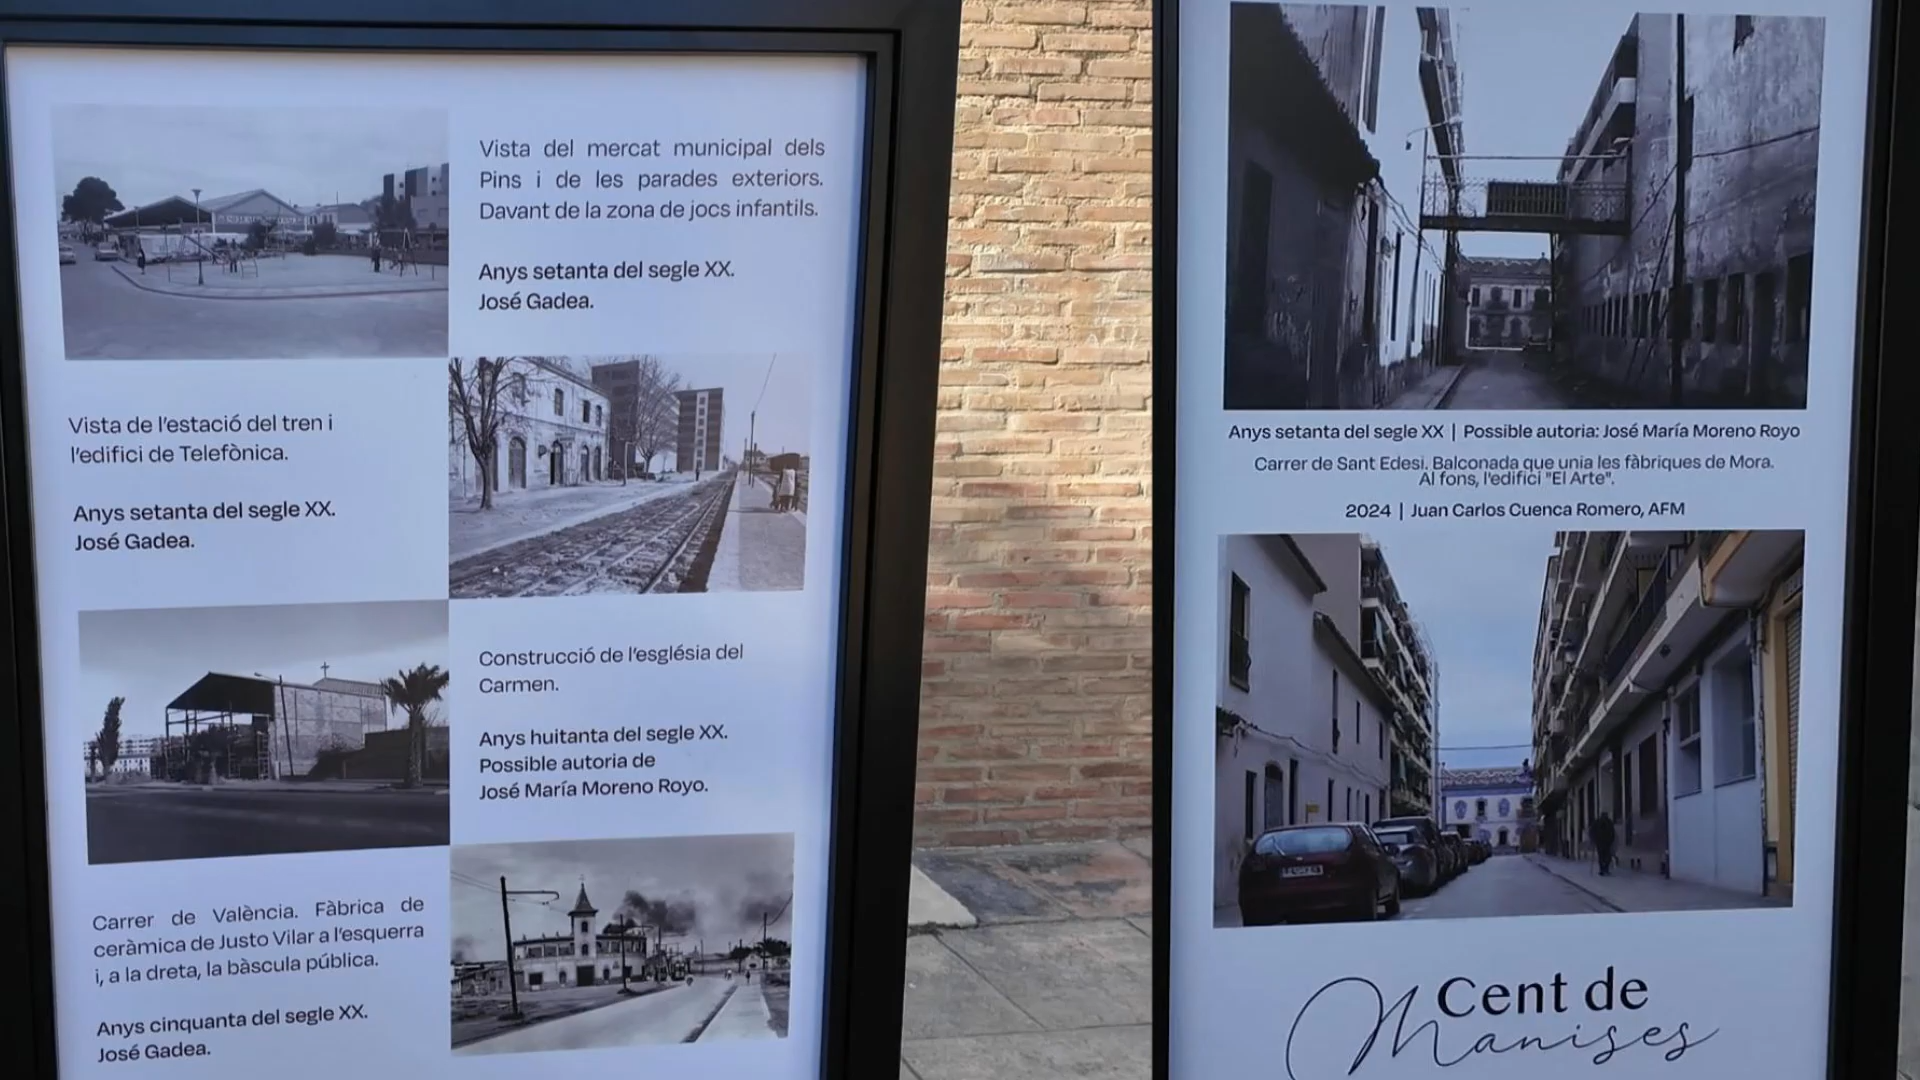 Vista del mercat municipal dels
Pins i de les parades exteriors.
Davant de la zona de jocs infantils.
Anys setanta del segle XX.
José Gadea.
Vista de l'estació del tren i
l'edifici de Telefònica.
Anys setanta del segle XX.
José Gadea.
Construcció de l'església del
Carmen.
Anys huitanta del segle XX.
Possible autoria de
José María Moreno Royo.
Carrer de València. Fàbrica de
ceràmica de Justo Vilar a l'esquerra
i, a la dreta, la bàscula pública.
Anys cinquanta del segle XX.
José Gadea.
Anys setanta del segle XX | Possible autoria: José María Moreno Royo
Carrer de Sant Edesi. Balconada que unia les fàbriques de Mora.
Al fons, l'edifici "El Arte".
2024 | Juan Carlos Cuenca Romero, AFM
Cent de
Manises